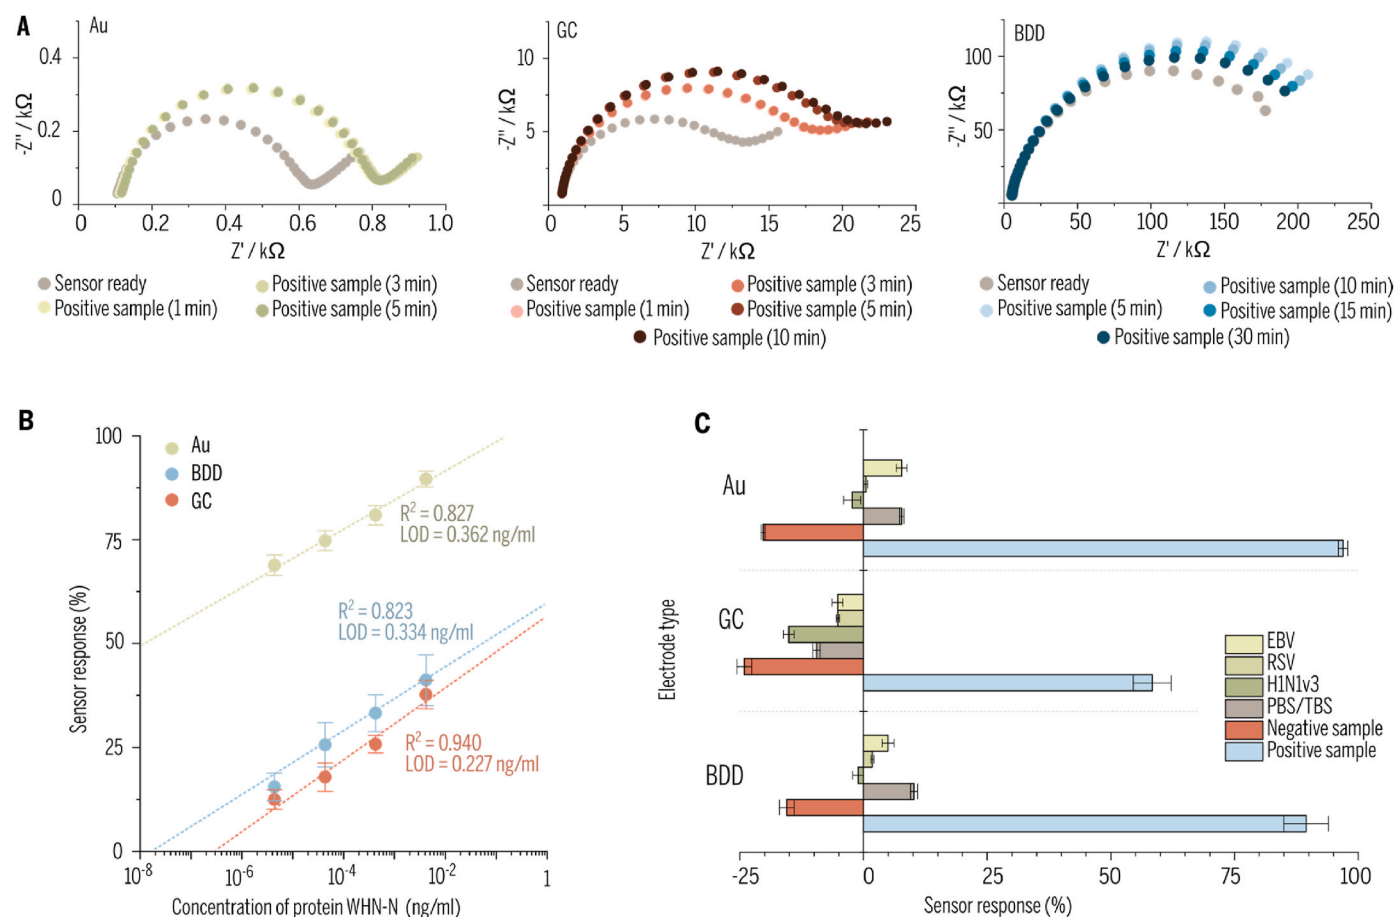 A
Au
-Z″ / kΩ
0.4
0.2
0
0 0.2 0.4 0.6 0.8 1.0
Z' / kΩ
Sensor ready
Positive sample (1 min)
Positive sample (3 min)
Positive sample (5 min)
GC
-Z″ / kΩ
10
5
0 5 10 15 20 25
Z' / kΩ
Sensor ready
Positive sample (1 min)
Positive sample (3 min)
Positive sample (5 min)
Positive sample (10 min)
BDD
-Z″ / kΩ
100
50
0 50 100 150 200 250
Z' / kΩ
Sensor ready
Positive sample (5 min)
Positive sample (10 min)
Positive sample (15 min)
Positive sample (30 min)
B
Sensor response (%)
100
75
50
25
0
Au
BDD
GC
R² = 0.827
LOD = 0.362 ng/ml
R² = 0.823
LOD = 0.334 ng/ml
R² = 0.940
LOD = 0.227 ng/ml
10⁻⁸ 10⁻⁶ 10⁻⁴ 10⁻² 1
Concentration of protein WHN-N (ng/ml)
C
Electrode type
Au
GC
BDD
EBV
RSV
H1N1v3
PBS/TBS
Negative sample
Positive sample
-25 0 25 50 75 100
Sensor response (%)